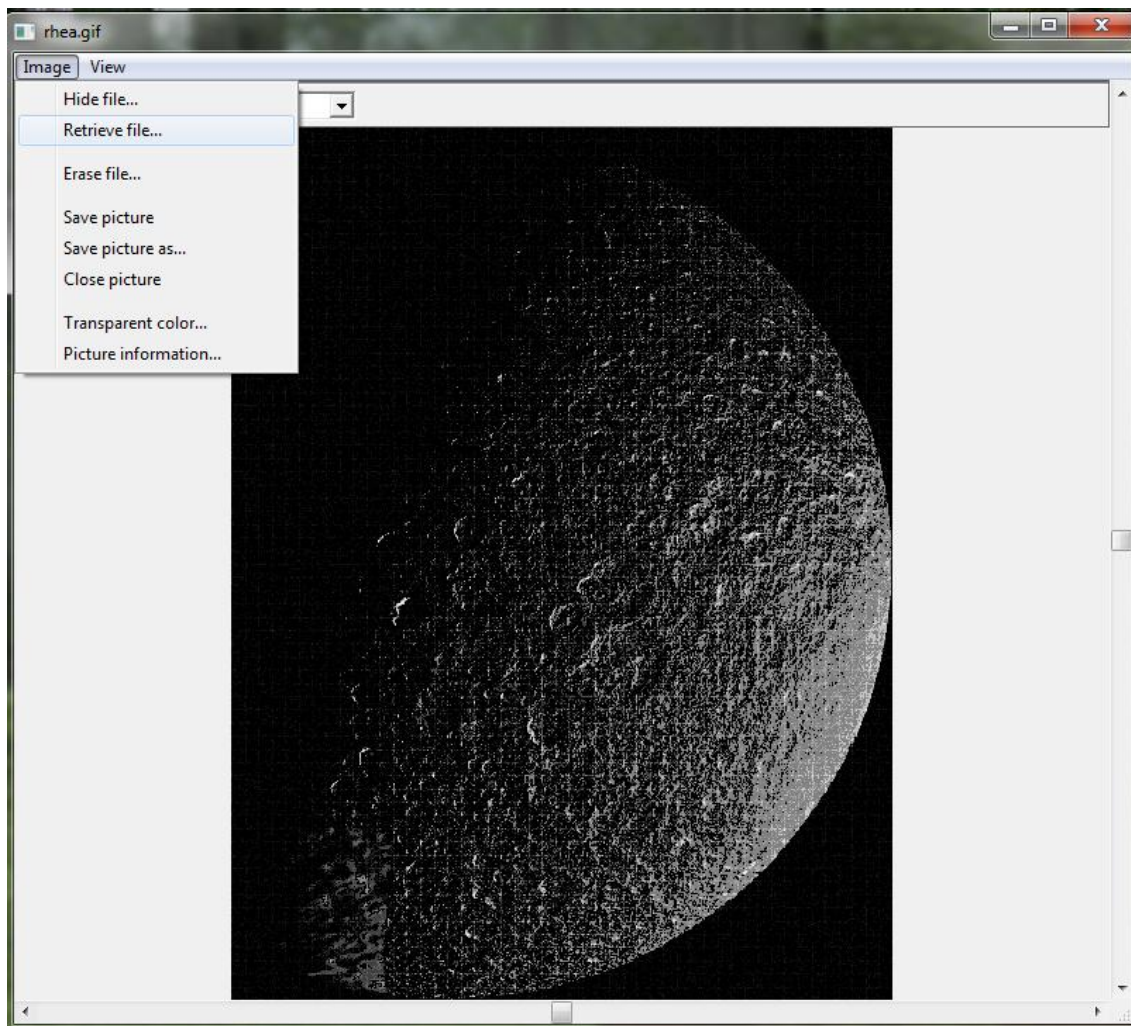 rhea.gif
Image View
Hide file...
Retrieve file...
Erase file...
Save picture
Save picture as...
Close picture
Transparent color...
Picture information...